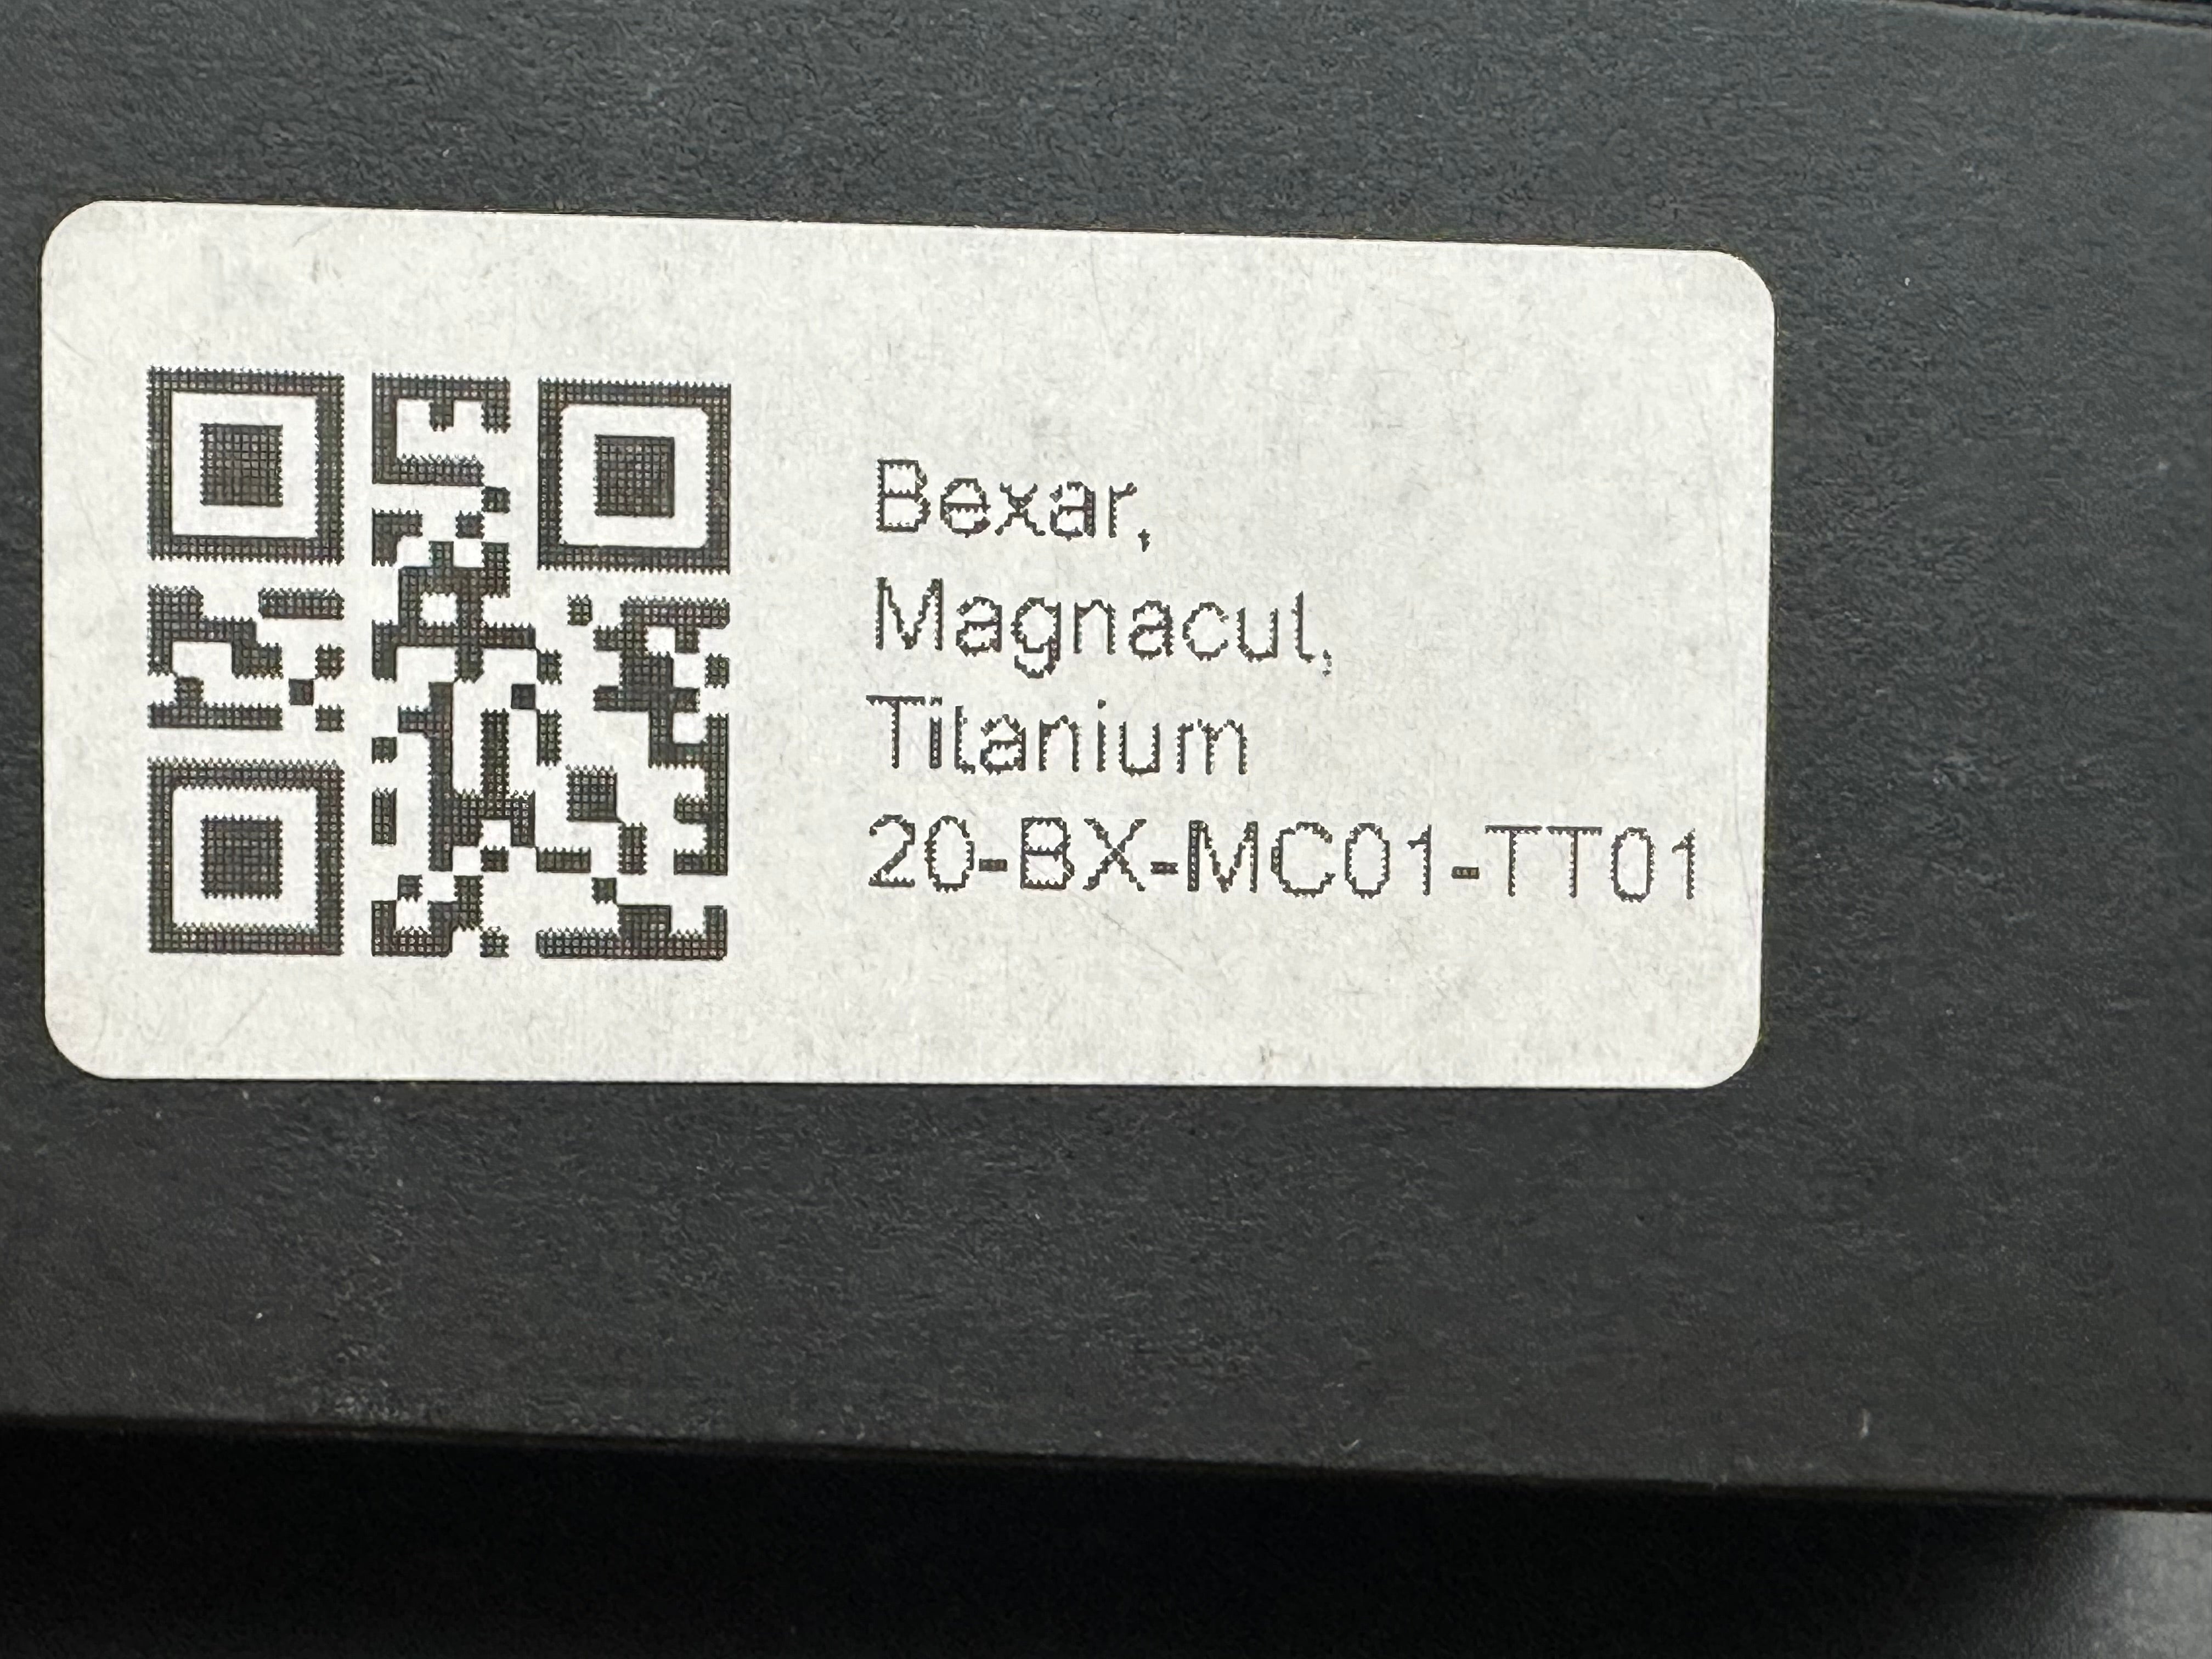 Bexar,
Magnacut,
Titanium
20-BX-MC01-TT01